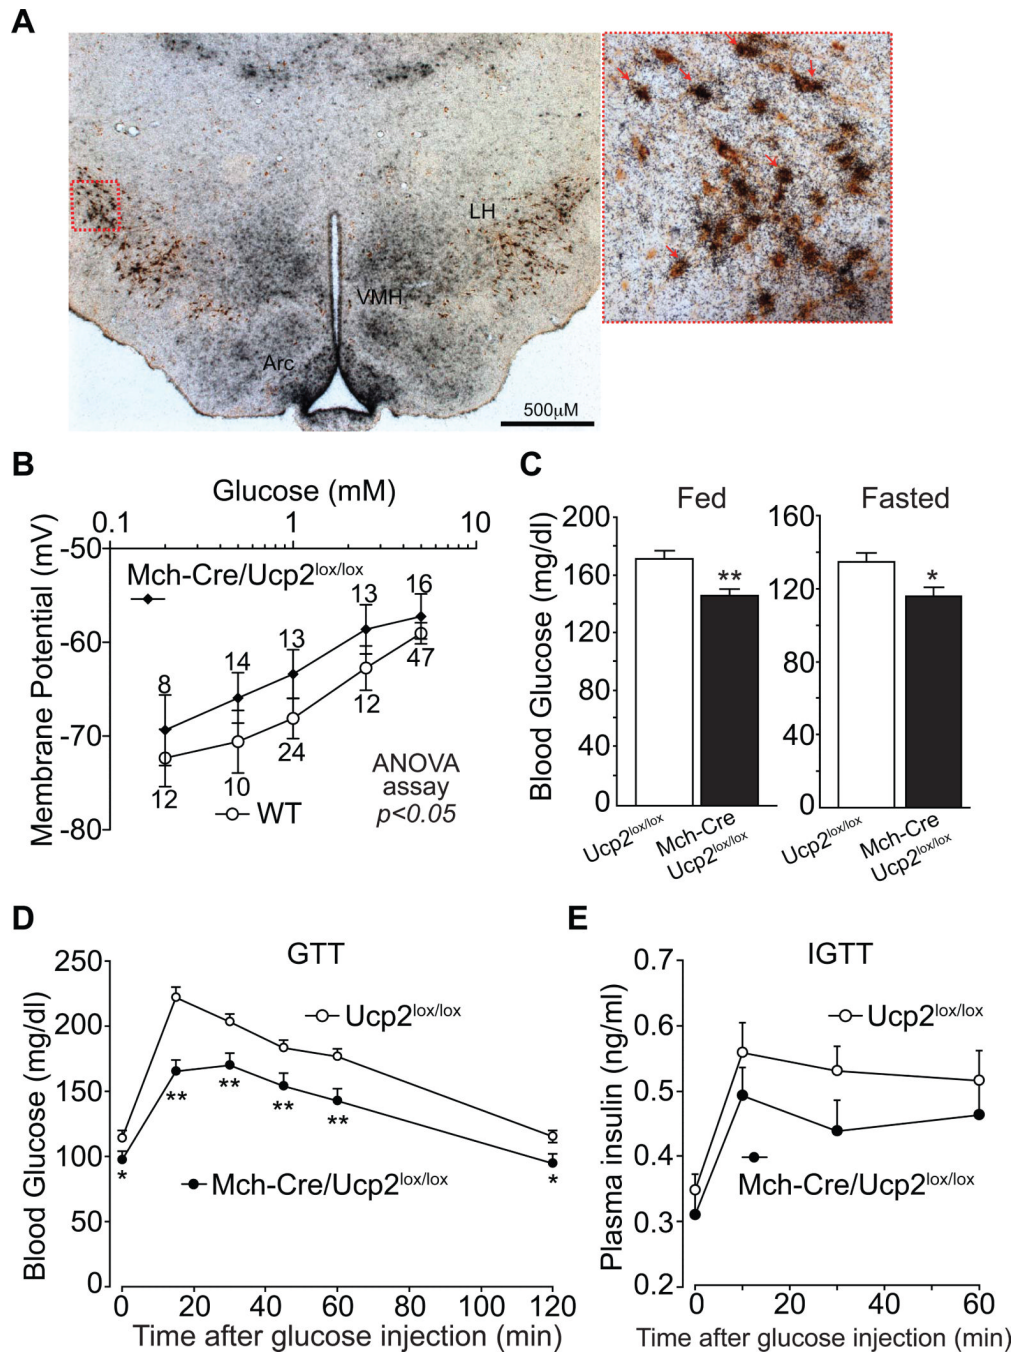 A
LH
VMH
Arc
500µM
B
Glucose (mM)
0.1
1
10
Membrane Potential (mV)
-50
-60
-70
-80
Mch-Cre/Ucp2lox/lox
8
14
13
13
16
12
10
24
12
47
WT
ANOVA
assay
p<0.05
C
Fed
Fasted
Blood Glucose (mg/dl)
200
160
120
80
40
0
**
Ucp2lox/lox
Mch-Cre
Ucp2lox/lox
160
120
80
40
0
*
Ucp2lox/lox
Mch-Cre
Ucp2lox/lox
D
GTT
Blood Glucose (mg/dl)
250
200
150
100
50
0
Ucp2lox/lox
**
**
**
**
*
*
Mch-Cre/Ucp2lox/lox
0
20
40
60
80
100
120
Time after glucose injection (min)
E
IGTT
Plasma insulin (ng/ml)
0.7
0.6
0.5
0.4
0.3
0.2
Ucp2lox/lox
Mch-Cre/Ucp2lox/lox
0
20
40
60
Time after glucose injection (min)